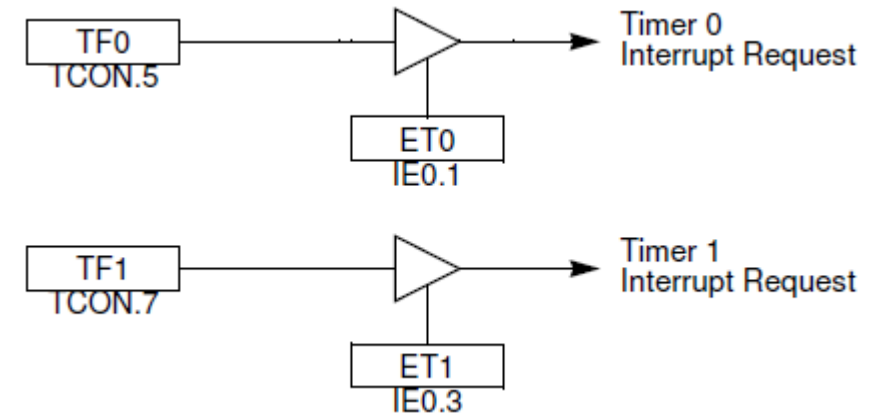 TF0
TCON.5
ET0
IE0.1
Timer 0
Interrupt Request
TF1
TCON.7
ET1
IE0.3
Timer 1
Interrupt Request